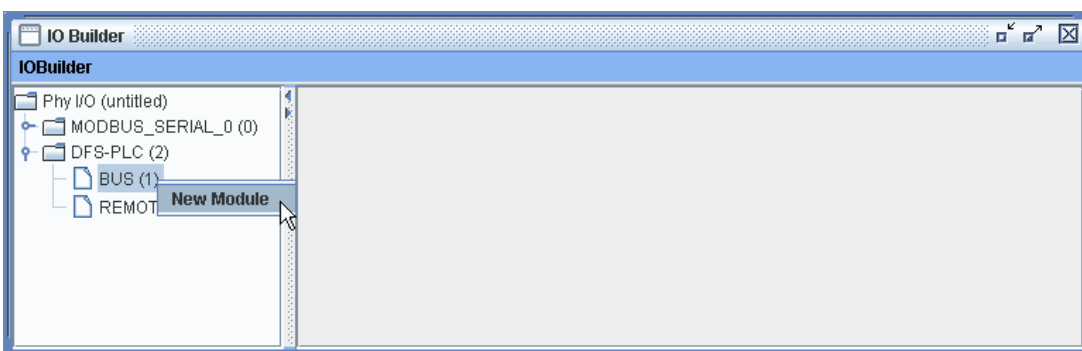 IO Builder
IOBuilder
Phy I/O (untitled)
MODBUS_SERIAL_0 (0)
DFS-PLC (2)
BUS (1)
New Module
REMOT